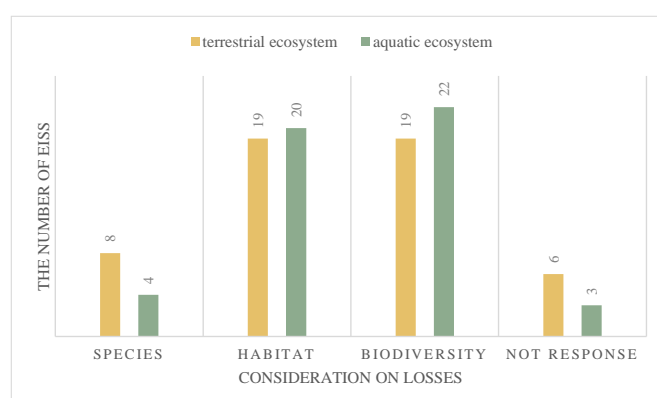 terrestrial ecosystem aquatic ecosystem
THE NUMBER OF EISS
8
4
19
20
19
22
6
3
SPECIES HABITAT BIODIVERSITY NOT RESPONSE
CONSIDERATION ON LOSSES